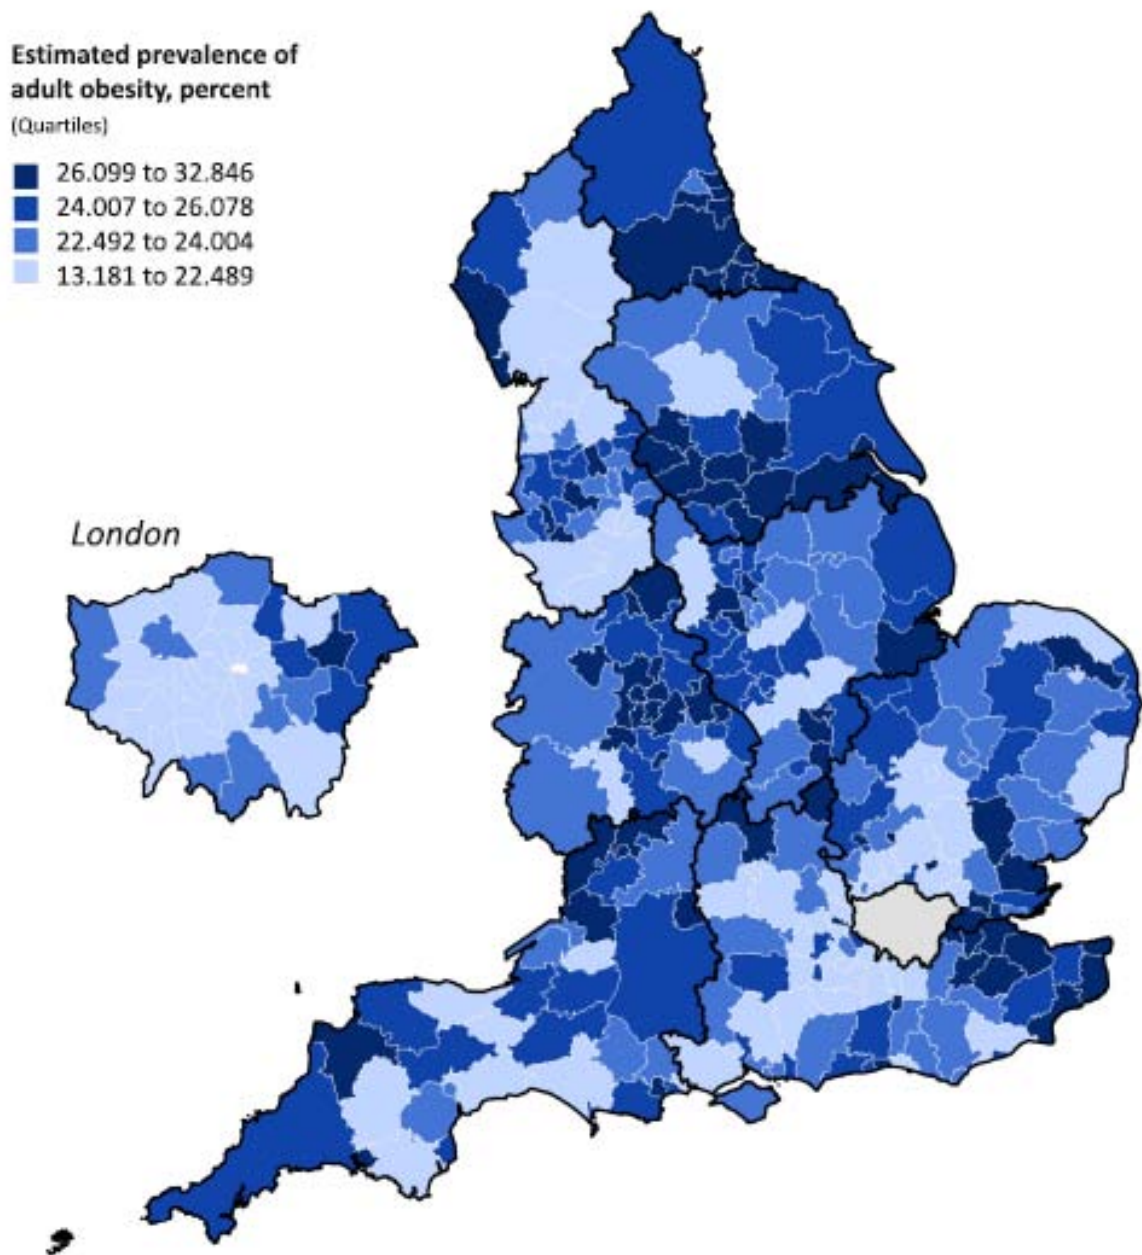 Estimated prevalence of
adult obesity, percent
(Quartiles)
26.099 to 32.846
24.007 to 26.078
22.492 to 24.004
13.181 to 22.489
London